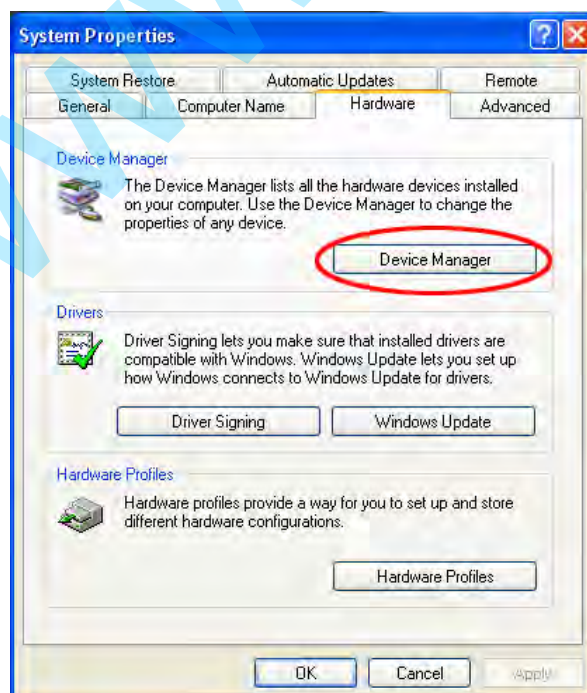 System Properties
System Restore Automatic Updates Remote
General Computer Name Hardware Advanced
Device Manager
The Device Manager lists all the hardware devices installed
on your computer. Use the Device Manager to change the
properties of any device.
Device Manager
Drivers
Driver Signing lets you make sure that installed drivers are
compatible with Windows. Windows Update lets you set up
how Windows connects to Windows Update for drivers.
Driver Signing Windows Update
Hardware Profiles
Hardware profiles provide a way for you to set up and store
different hardware configurations.
Hardware Profiles
OK Cancel Apply